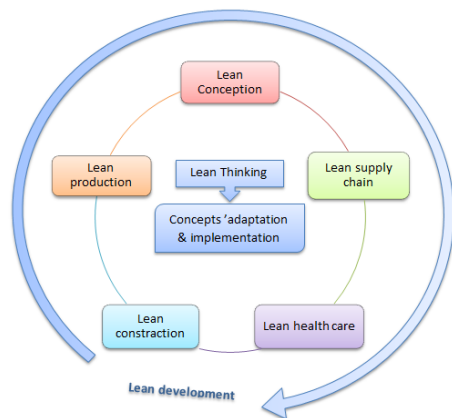 Lean
Conception
Lean
production
Lean Thinking
Lean supply
chain
Concepts 'adaptation
& implementation
Lean
constraction
Lean health care
Lean development